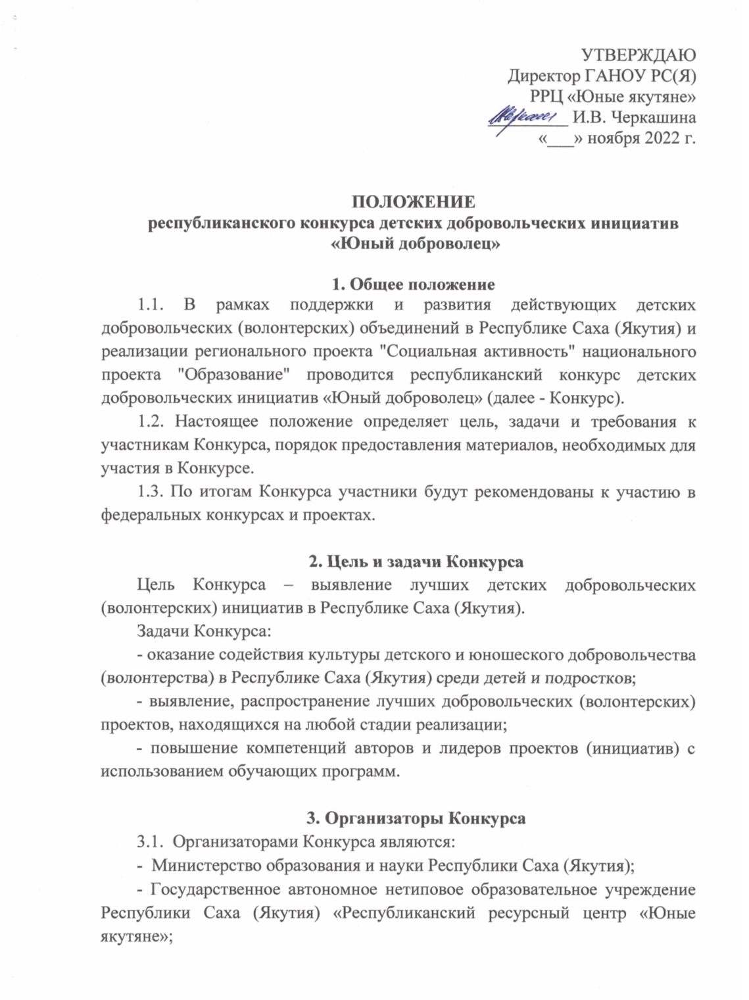 УТВЕРЖДАЮ
Директор ГАНОУ РС(Я)
РРЦ «Юные якутяне»
_________ И.В. Черкашина
«___» ноября 2022 г.
ПОЛОЖЕНИЕ
республиканского конкурса детских добровольческих инициатив
«Юный доброволец»
1. Общее положение
1.1. В рамках поддержки и развития действующих детских
добровольческих (волонтерских) объединений в Республике Саха (Якутия) и
реализации регионального проекта "Социальная активность" национального
проекта "Образование" проводится республиканский конкурс детских
добровольческих инициатив «Юный доброволец» (далее - Конкурс).
1.2. Настоящее положение определяет цель, задачи и требования к
участникам Конкурса, порядок предоставления материалов, необходимых для
участия в Конкурсе.
1.3. По итогам Конкурса участники будут рекомендованы к участию в
федеральных конкурсах и проектах.
2. Цель и задачи Конкурса
Цель Конкурса – выявление лучших детских добровольческих
(волонтерских) инициатив в Республике Саха (Якутия).
Задачи Конкурса:
- оказание содействия культуры детского и юношеского добровольчества
(волонтерства) в Республике Саха (Якутия) среди детей и подростков;
- выявление, распространение лучших добровольческих (волонтерских)
проектов, находящихся на любой стадии реализации;
- повышение компетенций авторов и лидеров проектов (инициатив) с
использованием обучающих программ.
3. Организаторы Конкурса
3.1. Организаторами Конкурса являются:
- Министерство образования и науки Республики Саха (Якутия);
- Государственное автономное нетиповое образовательное учреждение
Республики Саха (Якутия) «Республиканский ресурсный центр «Юные
якутяне»;